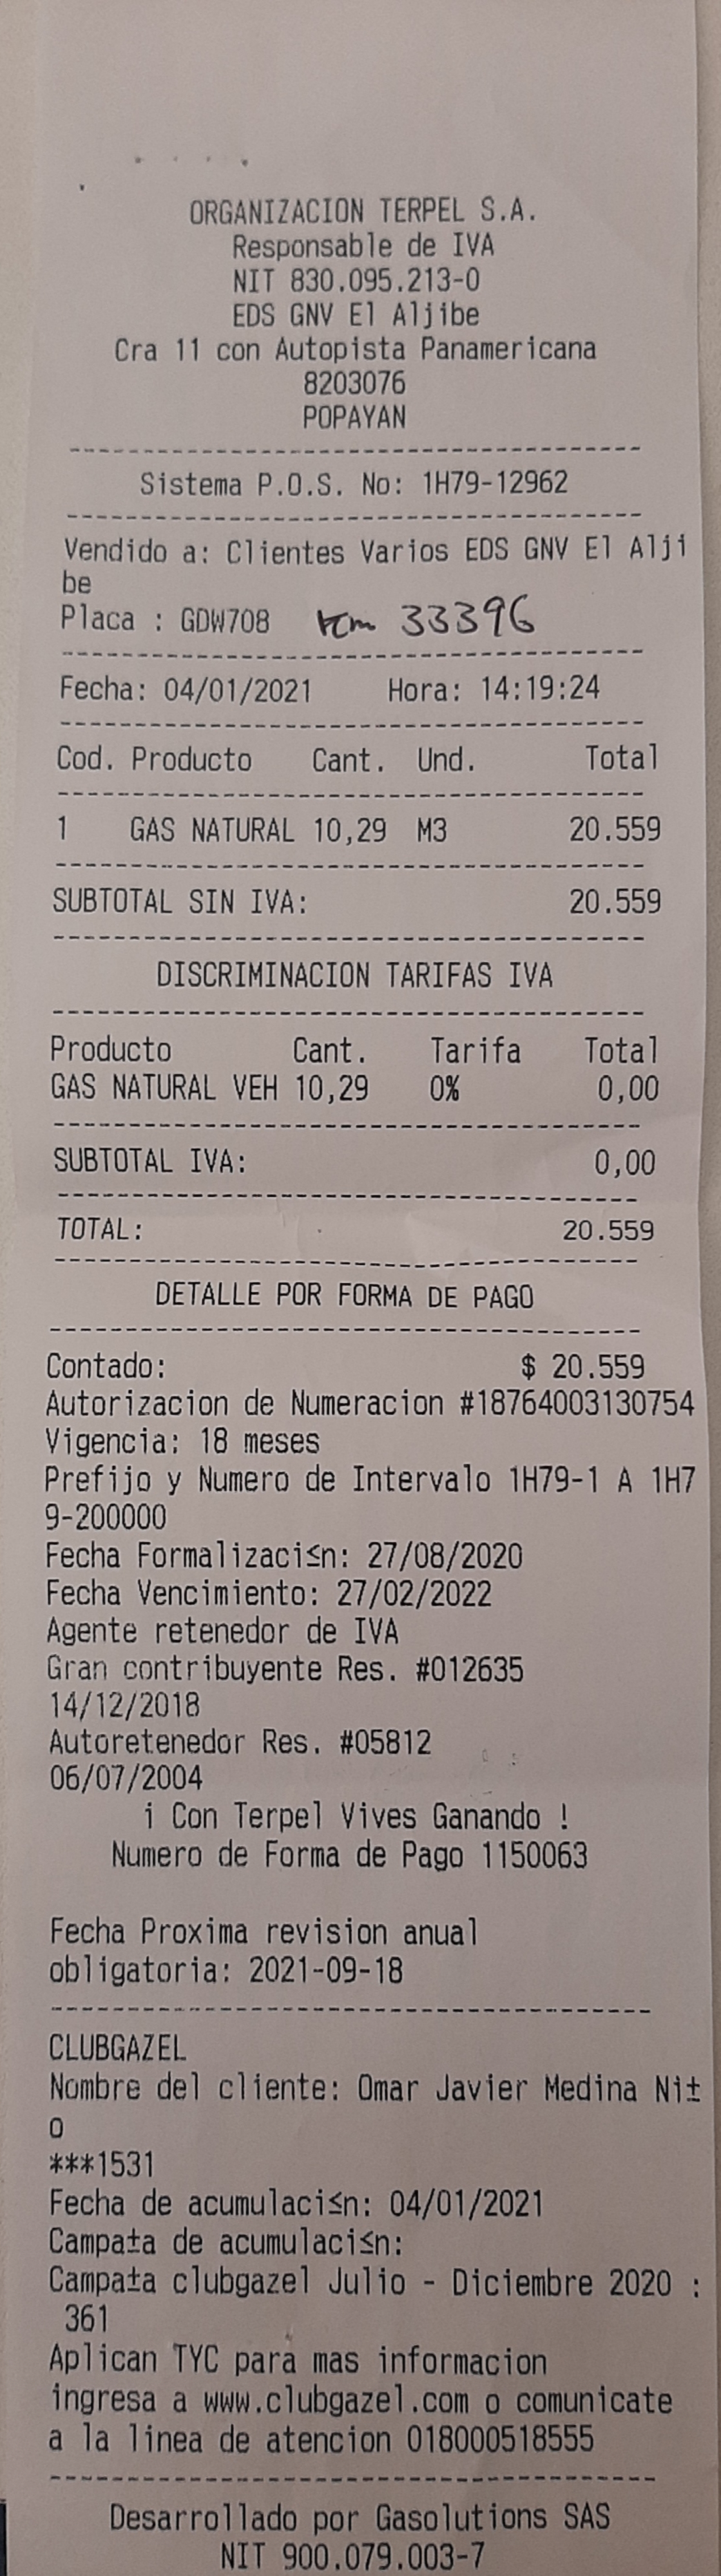 ORGANIZACION TERPEL S.A.
Responsable de IVA
NIT 830.095.213-0
EDS GNV El Aljibe
Cra 11 con Autopista Panamericana
8203076
POPAYAN
Sistema P.O.S. No: 1H79-12962
Vendido a: Clientes Varios EDS GNV El Alji
be
Placa : GDW708 Km 33396
Fecha: 04/01/2021 Hora: 14:19:24
Cod. Producto Cant. Und. Total
1 GAS NATURAL 10,29 M3 20.559
SUBTOTAL SIN IVA: 20.559
DISCRIMINACION TARIFAS IVA
Producto Cant. Tarifa Total
GAS NATURAL VEH 10,29 0% 0,00
SUBTOTAL IVA: 0,00
TOTAL: 20.559
DETALLE POR FORMA DE PAGO
Contado: $ 20.559
Autorizacion de Numeracion #18764003130754
Vigencia: 18 meses
Prefijo y Numero de Intervalo 1H79-1 A 1H7
9-200000
Fecha Formalizaci≤n: 27/08/2020
Fecha Vencimiento: 27/02/2022
Agente retenedor de IVA
Gran contribuyente Res. #012635
14/12/2018
Autoretenedor Res. #05812
06/07/2004
¡ Con Terpel Vives Ganando !
Numero de Forma de Pago 1150063
Fecha Proxima revision anual
obligatoria: 2021-09-18
CLUBGAZEL
Nombre del cliente: Omar Javier Medina Ni±
o
***1531
Fecha de acumulaci≤n: 04/01/2021
Campa±a de acumulaci≤n:
Campa±a clubgazel Julio - Diciembre 2020 :
361
Aplican TYC para mas informacion
ingresa a www.clubgazel.com o comunicate
a la linea de atencion 018000518555
Desarrollado por Gasolutions SAS
NIT 900.079.003-7